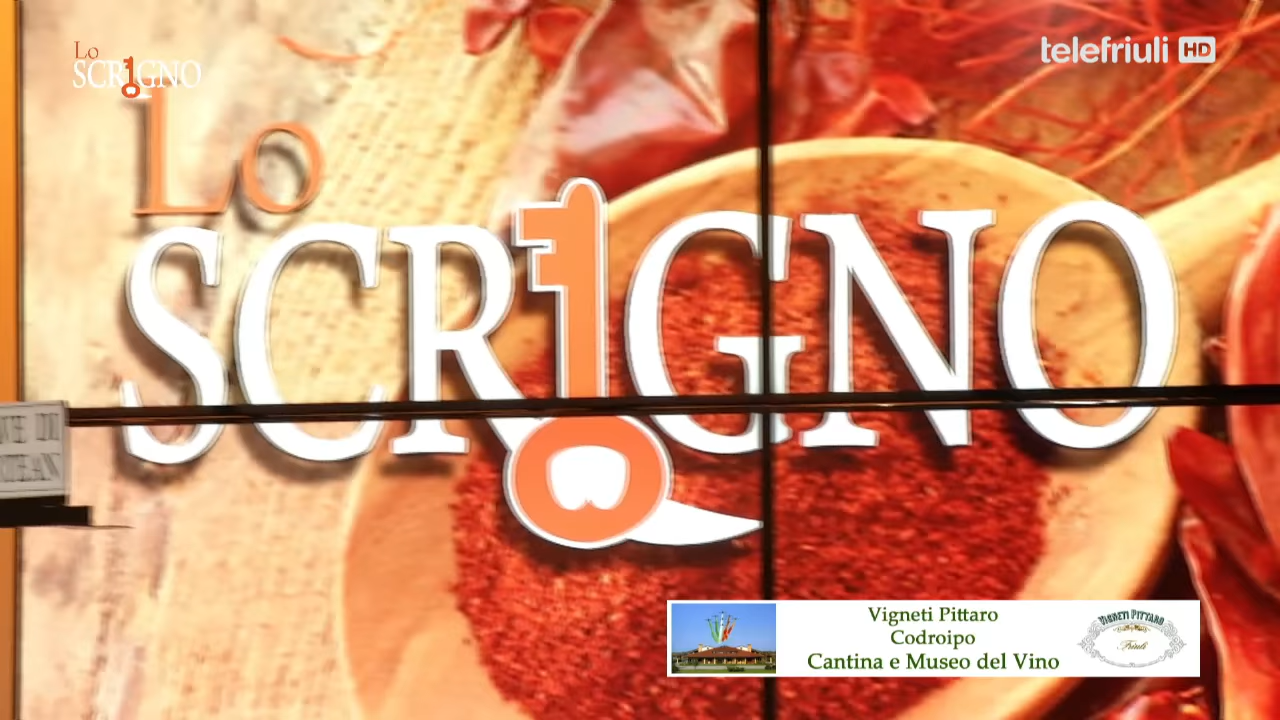 Lo
SCRIGNO
telefriuli HD
Lo
SCRIGNO
Vigneti Pittaro
Codroipo
Cantina e Museo del Vino
VIGNETI PITTARO
Friuli